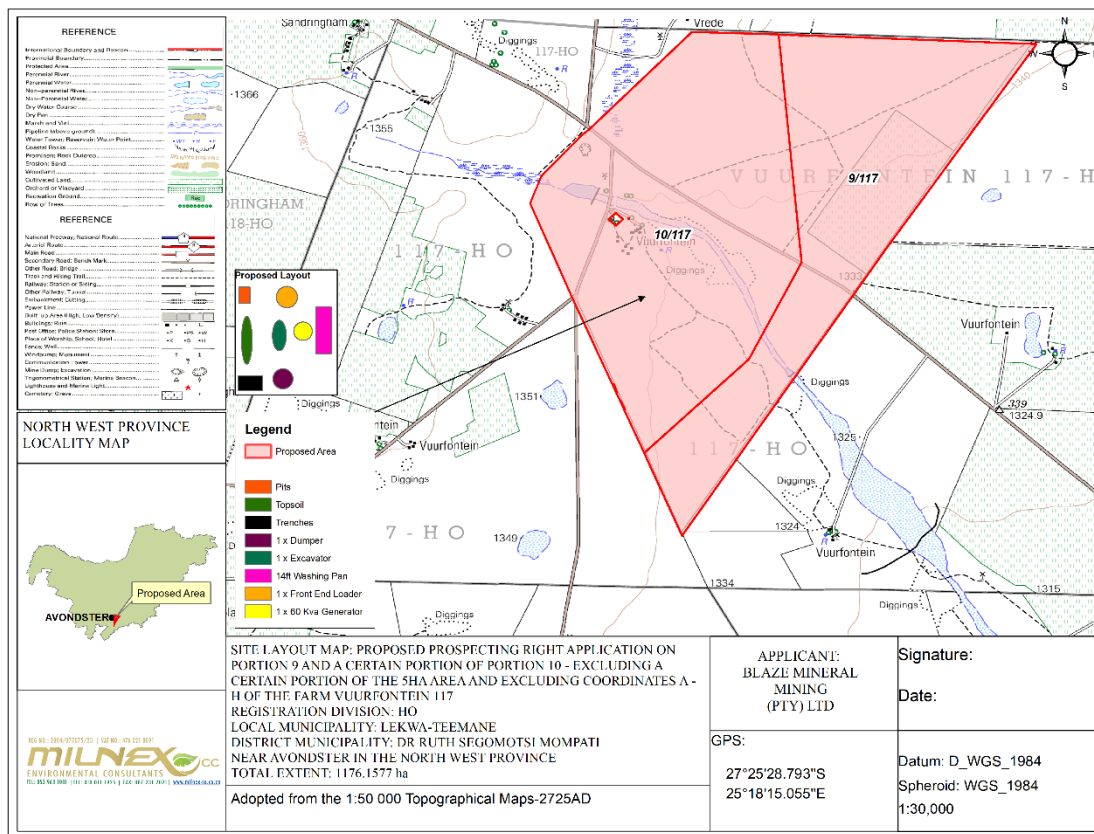 REFERENCE
International Boundary and Beacon
Provincial Boundary
Protected Area
Perennial River
Perennial Water
Non-perennial River
Non-Perennial Water
Dry Water Course
Dry Pan
Marsh and Vlei
Pipeline (above ground)
Water Tower; Reservoir; Water Point
Coastal Rocks
Prominent Rock Outcrop
Erosion; Sand
Woodland
Cultivated Land
Orchard or Vineyard
Recreation Ground
Row of Trees
Rec
REFERENCE
National Freeway; National Route
Arterial Route
Main Road
Secondary Road; Bench Mark
Other Road; Bridge
Track and Hiking Trail
Railway; Station or Siding
Other Railway; Tunnel
Embankment; Cutting
Power Line
Built-up Area (High, Low Density)
Buildings; Ruin
Post Office; Police Station; Store
Place of Worship; School; Hotel
Fence; Wall
Windpump; Monument
Communication Tower
Mine Dump; Excavation
Trigonometrical Station; Marine Beacon
Lighthouse and Marine Light
Cemetery; Grave
NORTH WEST PROVINCE
LOCALITY MAP
Proposed Area
AVONDSTER
MILNEX CC
ENVIRONMENTAL CONSULTANTS
Sandringham
Diggings
117-HO
Vrede
N
S
1366
1355
1340
1380
R
VUURFONTEIN 117-H
9/117
DRINGHAM
118-HO
117-HO
10/117
Vuurfontein
Diggings
R
1333
Proposed Layout
Vuurfontein
R
Diggings
1351
Diggings
339
1324.9
Legend
Proposed Area
Pits
Topsoil
Trenches
1 x Dumper
1 x Excavator
14ft Washing Pan
1 x Front End Loader
1 x 60 Kva Generator
ntein
Vuurfontein
117-HO
1325
Diggings
7-HO
1349
1324
Vuurfontein
R
1334
1315
Diggings
SITE LAYOUT MAP: PROPOSED PROSPECTING RIGHT APPLICATION ON
PORTION 9 AND A CERTAIN PORTION OF PORTION 10 - EXCLUDING A
CERTAIN PORTION OF THE 5HA AREA AND EXCLUDING COORDINATES A -
H OF THE FARM VUURFONTEIN 117
REGISTRATION DIVISION: HO
LOCAL MUNICIPALITY: LEKWA-TEEMANE
DISTRICT MUNICIPALITY: DR RUTH SEGOMOTSI MOMPATI
NEAR AVONDSTER IN THE NORTH WEST PROVINCE
TOTAL EXTENT: 1176,1577 ha
Adopted from the 1:50 000 Topographical Maps-2725AD
APPLICANT:
BLAZE MINERAL
MINING
(PTY) LTD
GPS:
27°25'28.793"S
25°18'15.055"E
Signature:
Date:
Datum: D_WGS_1984
Spheroid: WGS_1984
1:30,000